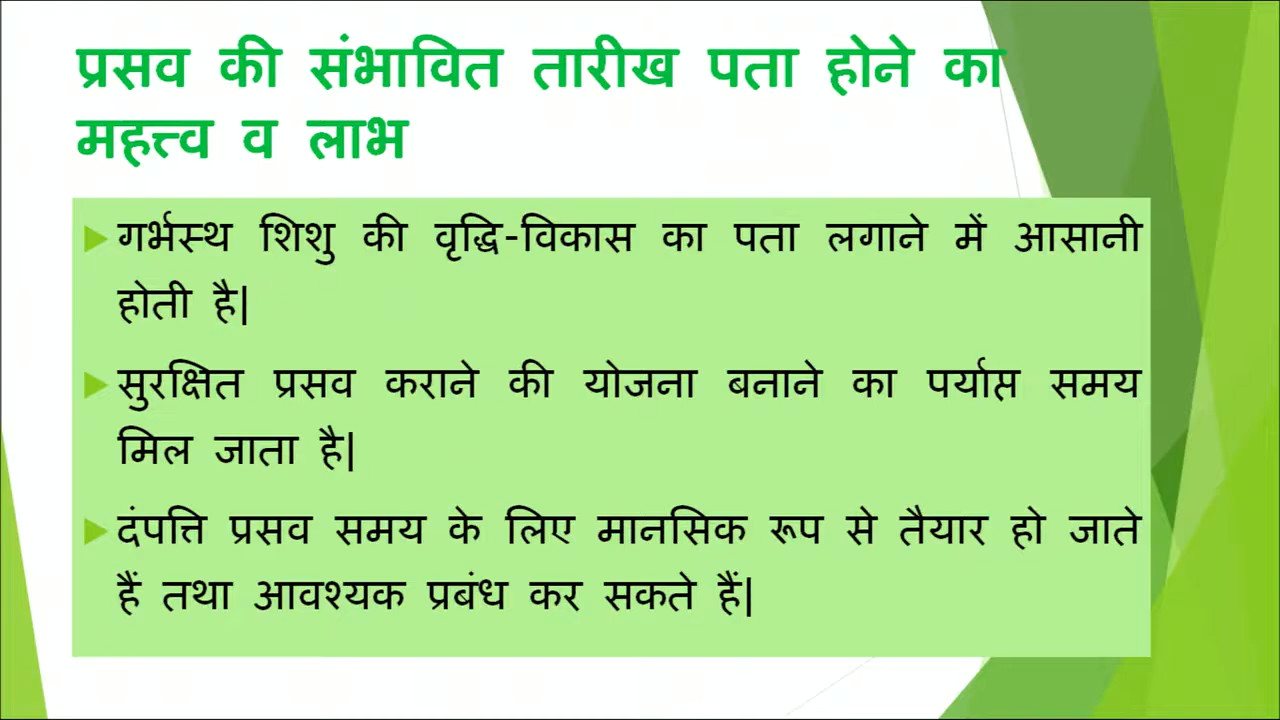 प्रसव की संभावित तारीख पता होने का
महत्त्व व लाभ
गर्भस्थ शिशु की वृद्धि-विकास का पता लगाने में आसानी
होती है|
सुरक्षित प्रसव कराने की योजना बनाने का पर्याप्त समय
मिल जाता है|
दंपत्ति प्रसव समय के लिए मानसिक रूप से तैयार हो जाते
हैं तथा आवश्यक प्रबंध कर सकते हैं|